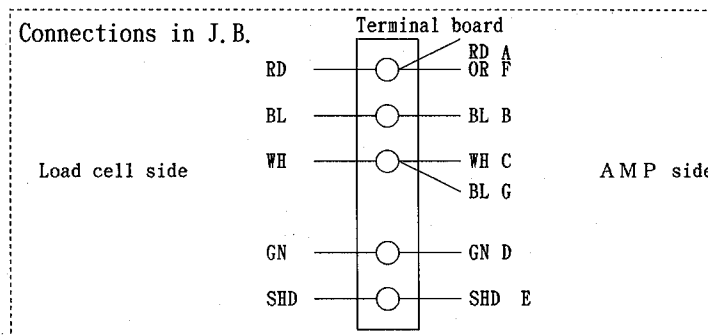 Connections in J.B.
Terminal board
RD A
RD OR F
BL BL B
WH WH C
Load cell side AMP side
BL G
GN GN D
SHD SHD E